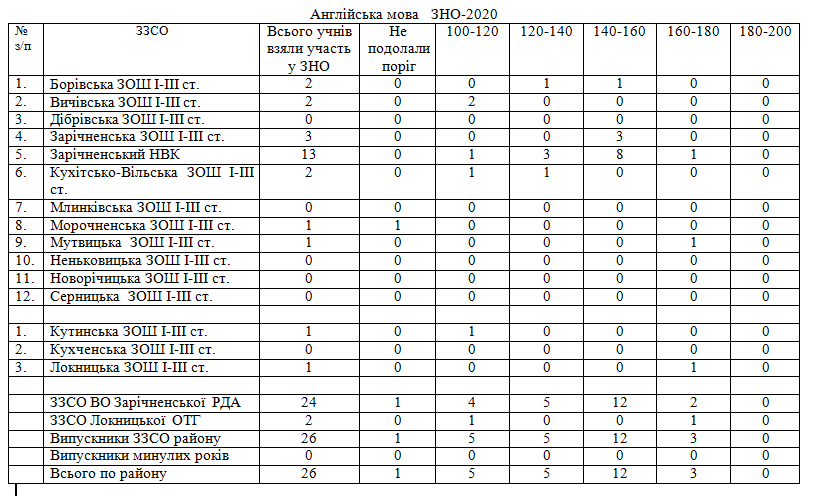 Англійська мова ЗНО-2020
№ з/п ЗЗСО Всього учнів взяли участь у ЗНО Не подолали поріг 100-120 120-140 140-160 160-180 180-200
1. Борівська ЗОШ І-ІІІ ст. 2 0 0 1 1 0 0
2. Вичівська ЗОШ І-ІІІ ст. 2 0 2 0 0 0 0
3. Дібрівська ЗОШ І-ІІІ ст. 0 0 0 0 0 0 0
4. Зарічненська ЗОШ І-ІІІ ст. 3 0 0 0 3 0 0
5. Зарічненський НВК 13 0 1 3 8 1 0
6. Кухітсько-Вільська ЗОШ І-ІІІ ст. 2 0 1 1 0 0 0
7. Млинківська ЗОШ І-ІІІ ст. 0 0 0 0 0 0 0
8. Морочненська ЗОШ І-ІІІ ст. 1 1 0 0 0 0 0
9. Мутвицька ЗОШ І-ІІІ ст. 1 0 0 0 0 1 0
10. Неньковицька ЗОШ І-ІІІ ст. 0 0 0 0 0 0 0
11. Новорічицька ЗОШ І-ІІІ ст. 0 0 0 0 0 0 0
12. Серницька ЗОШ І-ІІІ ст. 0 0 0 0 0 0 0
1. Кутинська ЗОШ І-ІІІ ст. 1 0 1 0 0 0 0
2. Кухченська ЗОШ І-ІІІ ст. 0 0 0 0 0 0 0
3. Локницька ЗОШ І-ІІІ ст. 1 0 0 0 0 1 0
ЗЗСО ВО Зарічненської РДА 24 1 4 5 12 2 0
ЗЗСО Локницької ОТГ 2 0 1 0 0 1 0
Випускники ЗЗСО району 26 1 5 5 12 3 0
Випускники минулих років 0 0 0 0 0 0 0
Всього по району 26 1 5 5 12 3 0